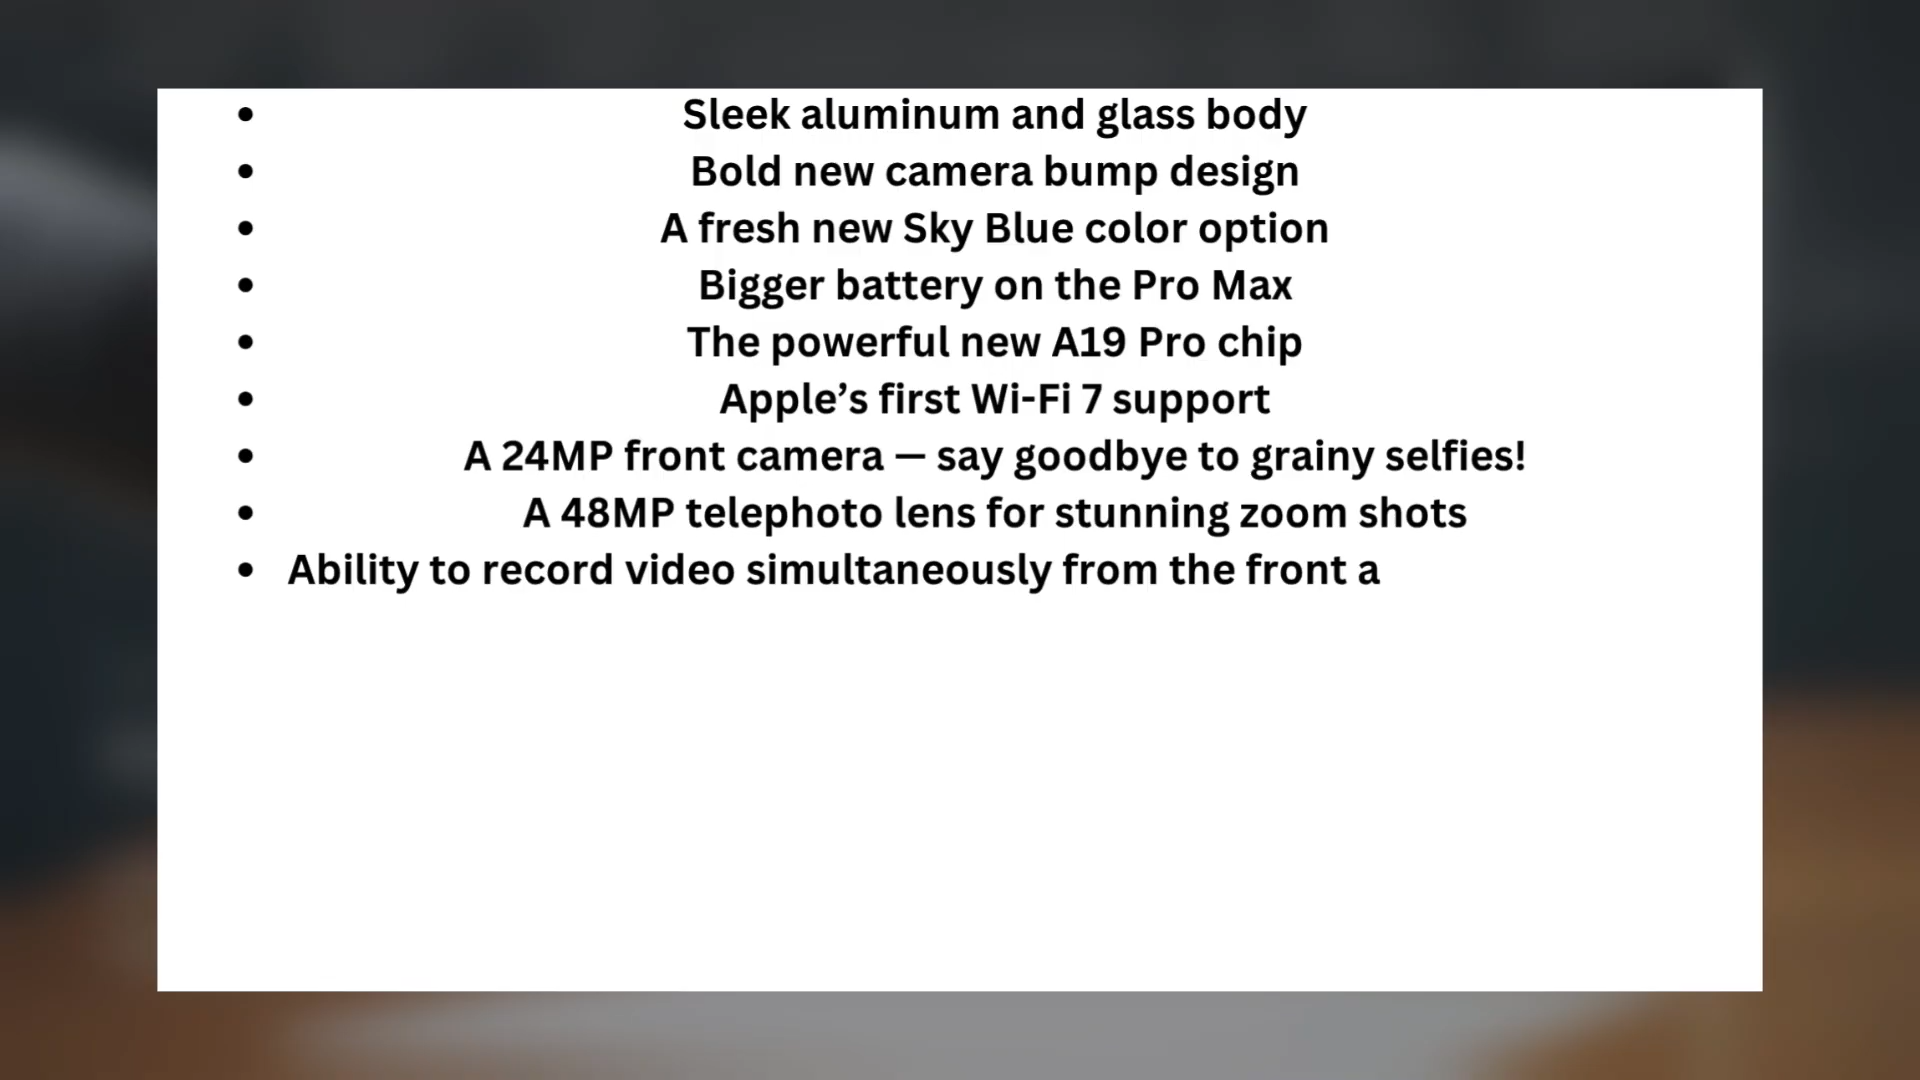 • Sleek aluminum and glass body
• Bold new camera bump design
• A fresh new Sky Blue color option
• Bigger battery on the Pro Max
• The powerful new A19 Pro chip
• Apple’s first Wi-Fi 7 support
• A 24MP front camera — say goodbye to grainy selfies!
• A 48MP telephoto lens for stunning zoom shots
• Ability to record video simultaneously from the front a